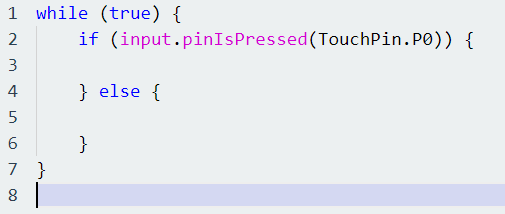 1 while (true) {
2     if (input.pinIsPressed(TouchPin.P0)) {
3
4     } else {
5
6     }
7 }
8